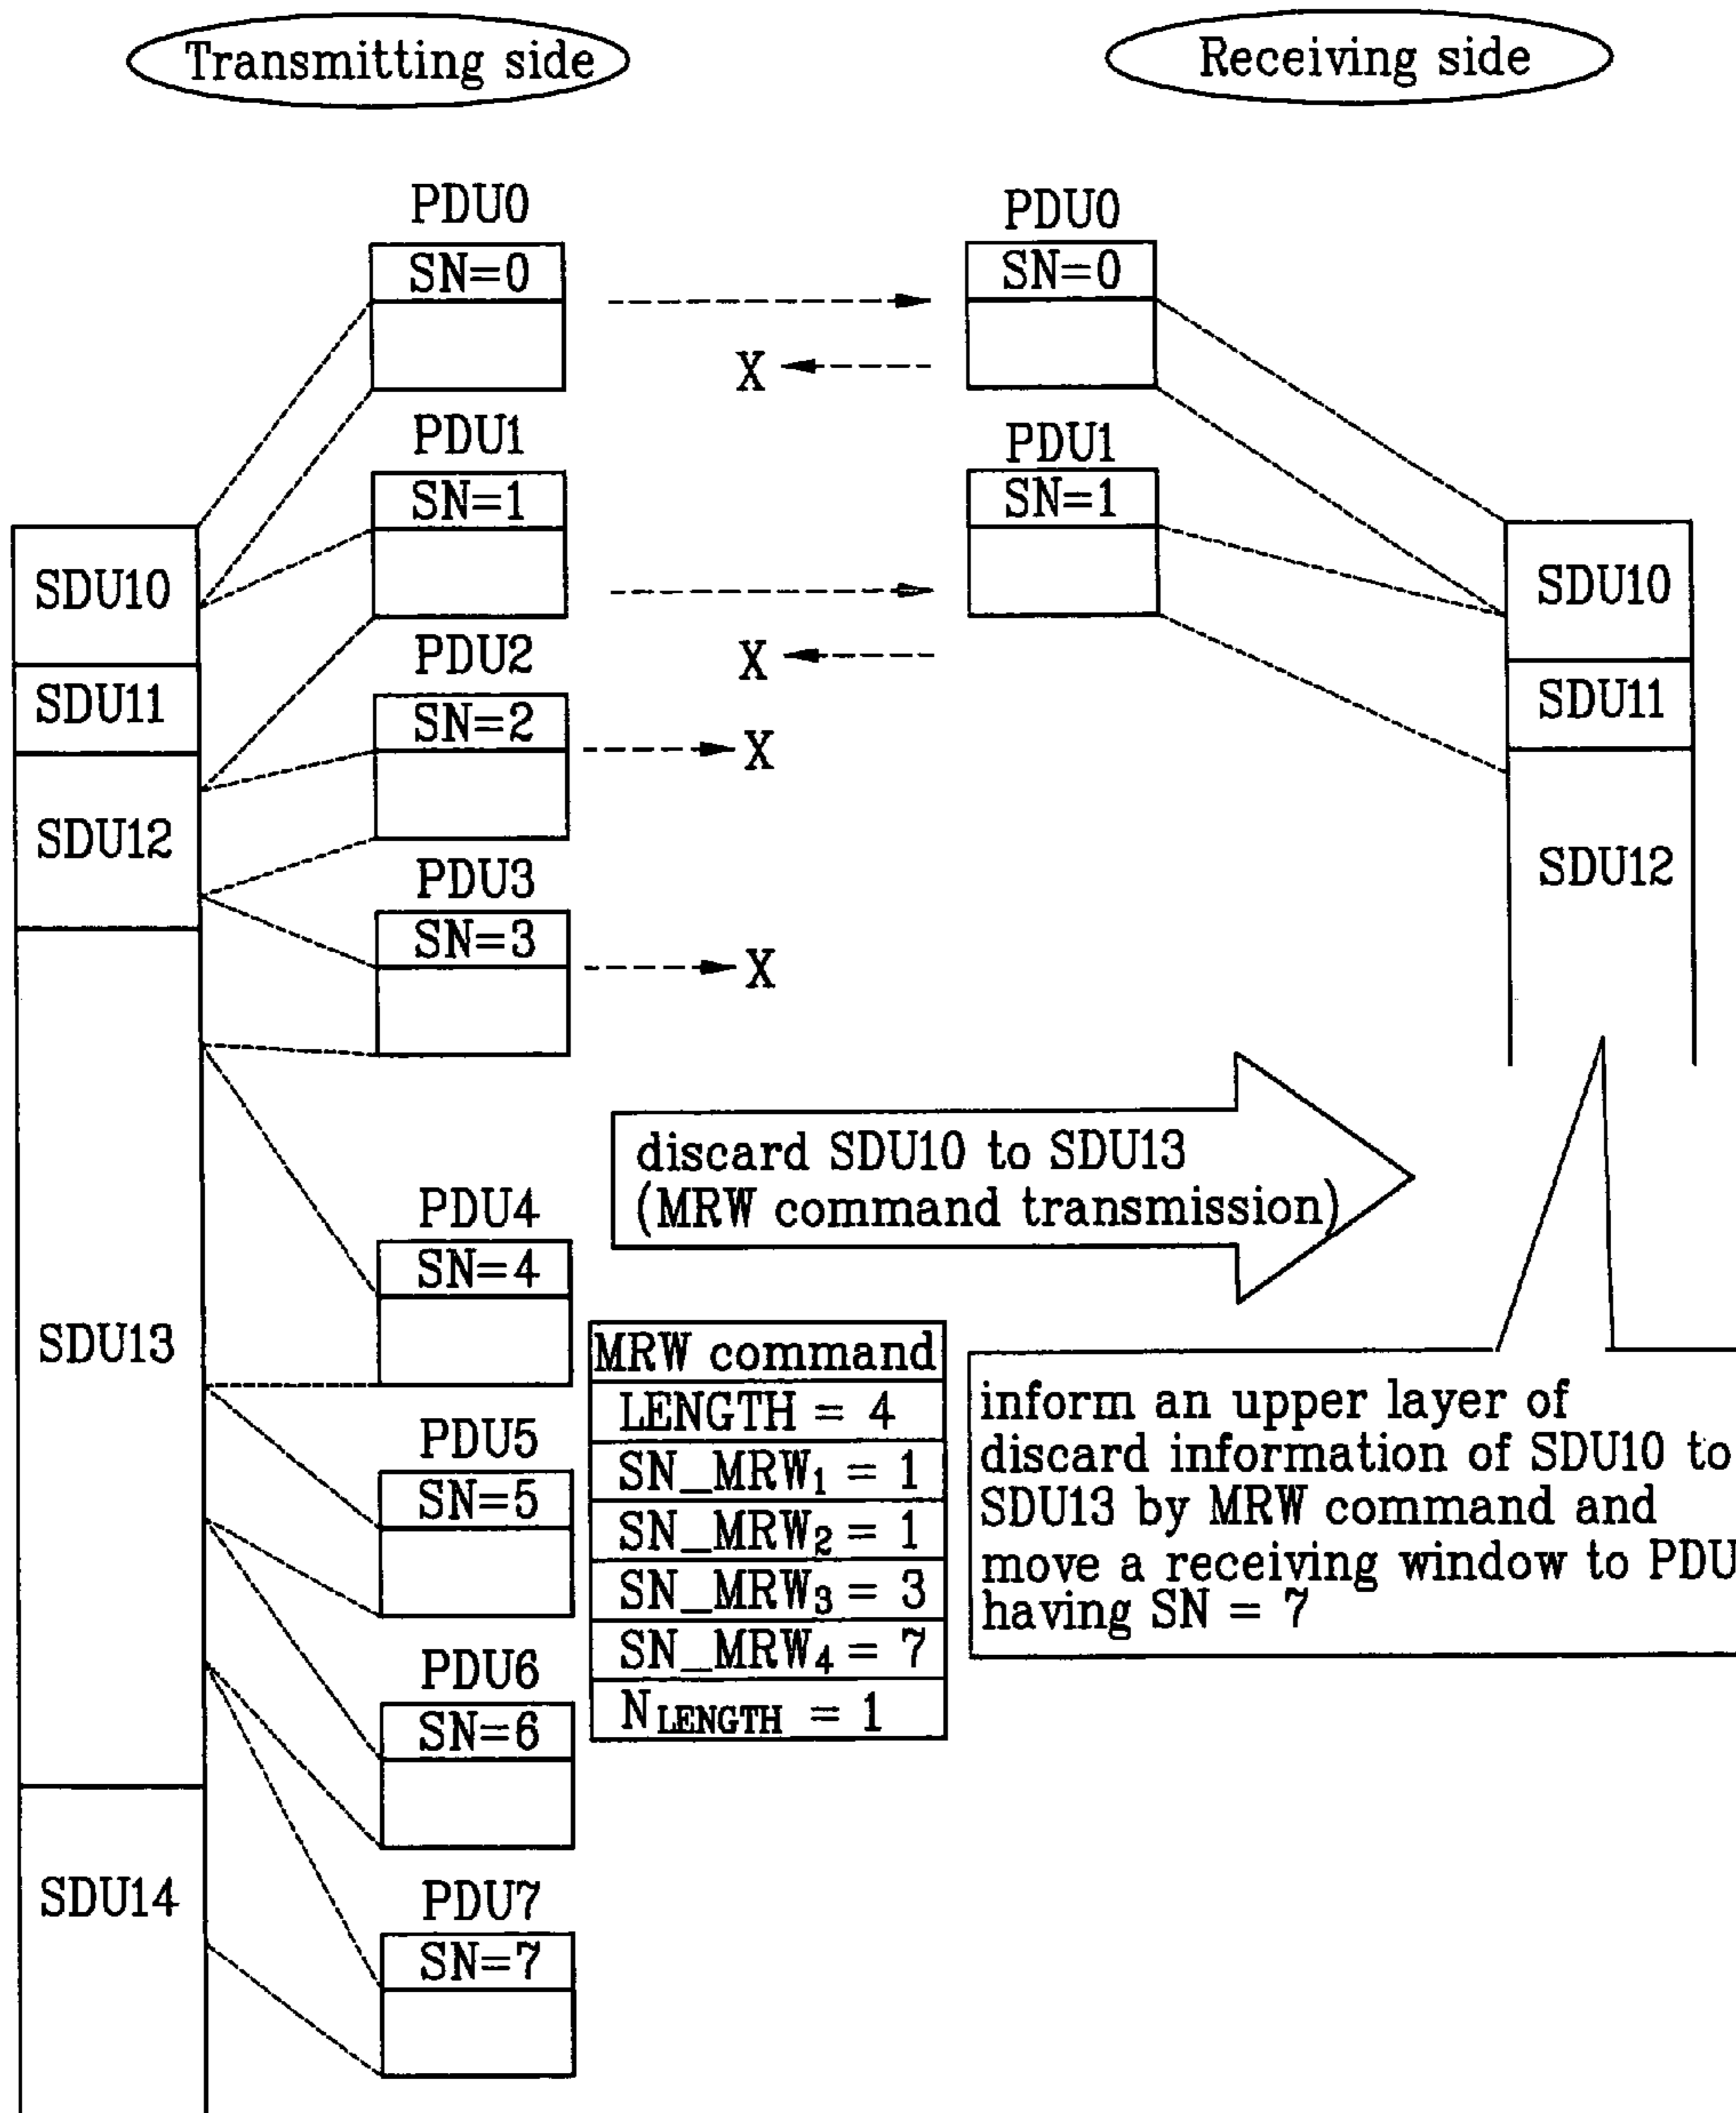 Transmitting side
Receiving side
PDU0
SN=0
PDU1
SN=1
PDU2
SN=2
PDU3
SN=3
PDU4
SN=4
PDU5
SN=5
PDU6
SN=6
PDU7
SN=7
SDU10
SDU11
SDU12
SDU13
SDU14
X
X
X
X
PDU0
SN=0
PDU1
SN=1
SDU10
SDU11
SDU12
discard SDU10 to SDU13
(MRW command transmission)
MRW command
LENGTH = 4
SN_MRW₁ = 1
SN_MRW₂ = 1
SN_MRW₃ = 3
SN_MRW₄ = 7
N LENGTH = 1
inform an upper layer of
discard information of SDU10 to
SDU13 by MRW command and
move a receiving window to PDU
having SN = 7